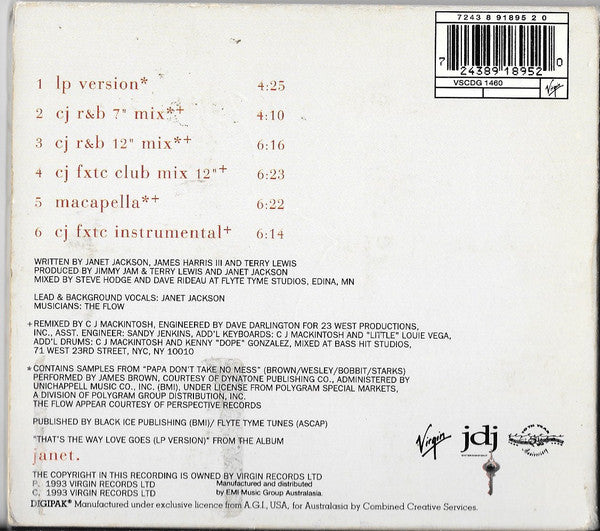 7243 8 91895 2 0
7 24389 18952 0
VSCDG 1460
Virgin
1 lp version* 4:25
2 cj r&b 7" mix*+ 4:10
3 cj r&b 12" mix*+ 6:16
4 cj fxtc club mix 12"+ 6:23
5 macapella*+ 6:22
6 cj fxtc instrumental+ 6:14
WRITTEN BY JANET JACKSON, JAMES HARRIS III AND TERRY LEWIS
PRODUCED BY JIMMY JAM & TERRY LEWIS AND JANET JACKSON
MIXED BY STEVE HODGE AND DAVE RIDEAU AT FLYTE TYME STUDIOS, EDINA, MN
LEAD & BACKGROUND VOCALS: JANET JACKSON
MUSICIANS: THE FLOW
+ REMIXED BY C J MACKINTOSH, ENGINEERED BY DAVE DARLINGTON FOR 23 WEST PRODUCTIONS,
INC., ASST. ENGINEER: SANDY JENKINS, ADD'L KEYBOARDS: C J MACKINTOSH AND "LITTLE" LOUIE VEGA,
ADD'L DRUMS: C J MACKINTOSH AND KENNY "DOPE" GONZALEZ, MIXED AT BASS HIT STUDIOS,
71 WEST 23RD STREET, NYC, NY 10010
* CONTAINS SAMPLES FROM "PAPA DON'T TAKE NO MESS" (BROWN/WESLEY/BOBBIT/STARKS)
PERFORMED BY JAMES BROWN, COURTESY OF DYNATONE PUBLISHING CO., ADMINISTERED BY
UNICHAPPELL MUSIC CO., INC. (BMI), UNDER LICENSE FROM POLYGRAM SPECIAL MARKETS,
A DIVISION OF POLYGRAM GROUP DISTRIBUTION, INC.
THE FLOW APPEAR COURTESY OF PERSPECTIVE RECORDS
PUBLISHED BY BLACK ICE PUBLISHING (BMI)/ FLYTE TYME TUNES (ASCAP)
"THAT'S THE WAY LOVE GOES (LP VERSION)" FROM THE ALBUM
janet.
Virgin
jdj
THE COPYRIGHT IN THIS RECORDING IS OWNED BY VIRGIN RECORDS LTD
P. 1993 VIRGIN RECORDS LTD Manufactured and distributed
C. 1993 VIRGIN RECORDS LTD by EMI Music Group Australasia.
DIGIPAK® Manufactured under exclusive licence from A.G.I., USA, for Australasia by Combined Creative Services.